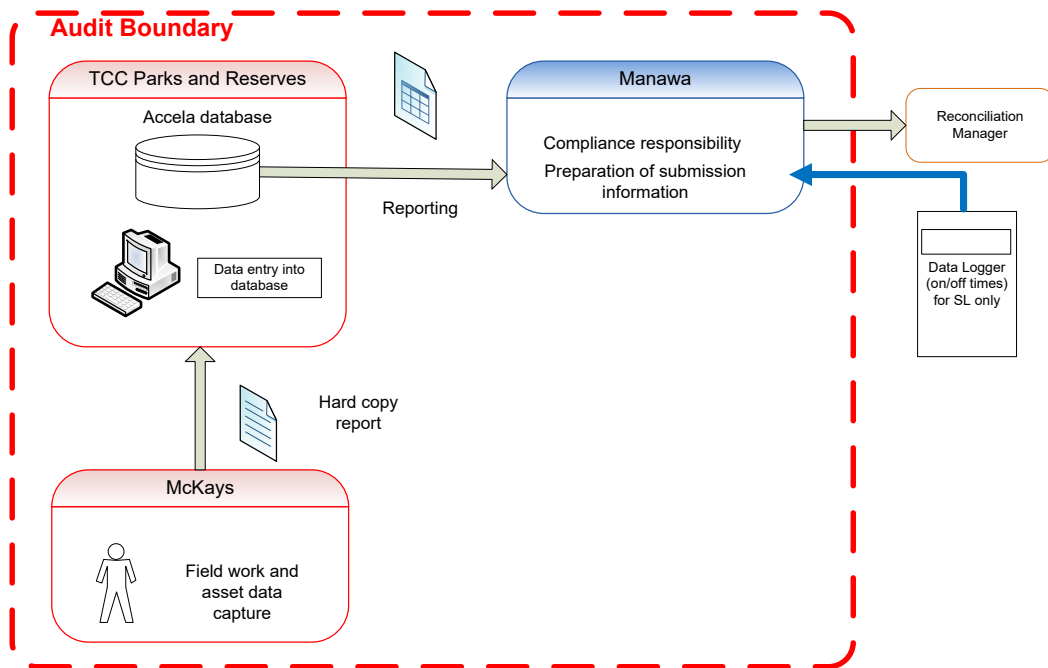 Audit Boundary
TCC Parks and Reserves
Accela database
Data entry into
database
Reporting
Manawa
Compliance responsibility
Preparation of submission
information
Reconciliation
Manager
Data Logger
(on/off times)
for SL only
Hard copy
report
McKays
Field work and
asset data
capture